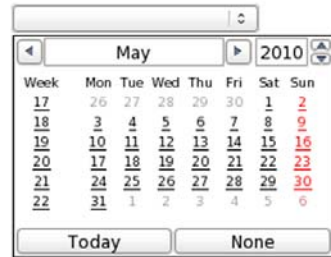 May 2010
Week Mon Tue Wed Thu Fri Sat Sun
17 26 27 28 29 30 1 2
18 3 4 5 6 7 8 9
19 10 11 12 13 14 15 16
20 17 18 19 20 21 22 23
21 24 25 26 27 28 29 30
22 31 1 2 3 4 5 6
Today None